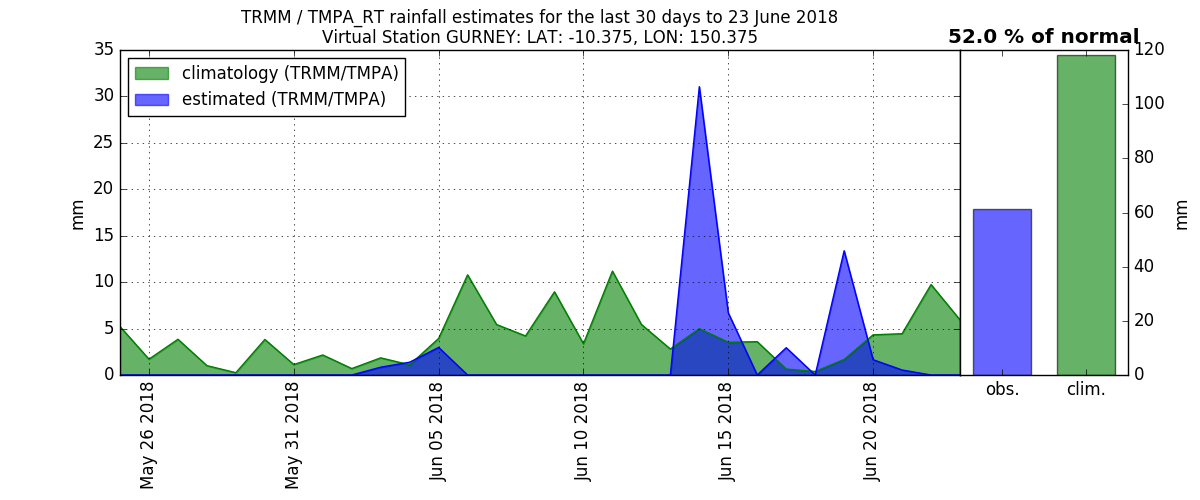 TRMM / TMPA_RT rainfall estimates for the last 30 days to 23 June 2018
Virtual Station GURNEY: LAT: -10.375, LON: 150.375
52.0 % of normal
climatology (TRMM/TMPA)
estimated (TRMM/TMPA)
35
30
25
20
15
10
5
0
mm
May 26 2018
May 31 2018
Jun 05 2018
Jun 10 2018
Jun 15 2018
Jun 20 2018
obs.
clim.
120
100
80
60
40
20
0
mm